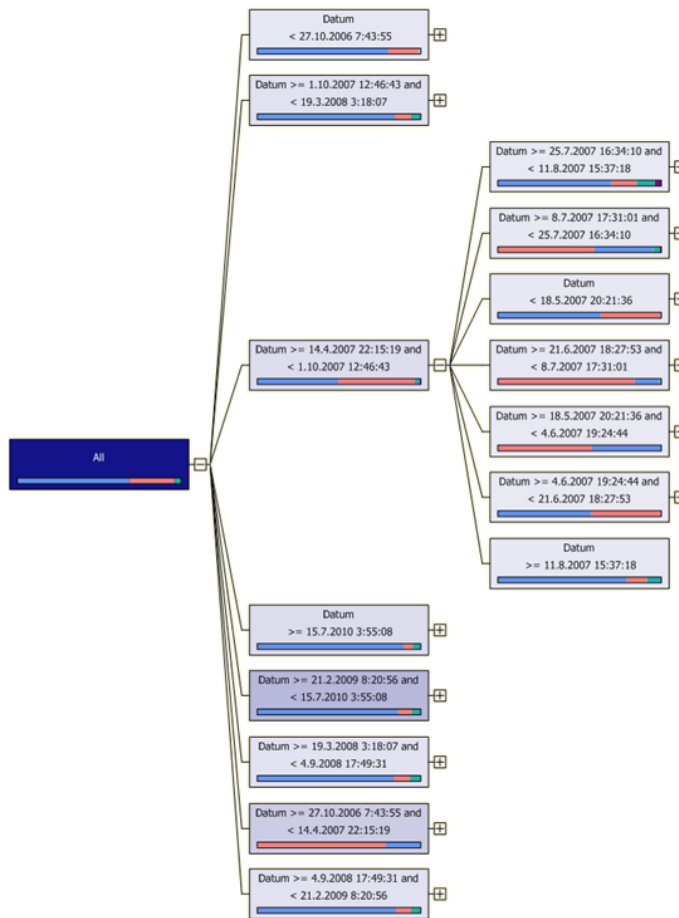 Datum
< 27.10.2006 7:43:55
Datum >= 1.10.2007 12:46:43 and
< 19.3.2008 3:18:07
Datum >= 25.7.2007 16:34:10 and
< 11.8.2007 15:37:18
Datum >= 8.7.2007 17:31:01 and
< 25.7.2007 16:34:10
Datum
< 18.5.2007 20:21:36
Datum >= 14.4.2007 22:15:19 and
< 1.10.2007 12:46:43
Datum >= 21.6.2007 18:27:53 and
< 8.7.2007 17:31:01
Datum >= 18.5.2007 20:21:36 and
< 4.6.2007 19:24:44
All
Datum >= 4.6.2007 19:24:44 and
< 21.6.2007 18:27:53
Datum
>= 11.8.2007 15:37:18
Datum
>= 15.7.2010 3:55:08
Datum >= 21.2.2009 8:20:56 and
< 15.7.2010 3:55:08
Datum >= 19.3.2008 3:18:07 and
< 4.9.2008 17:49:31
Datum >= 27.10.2006 7:43:55 and
< 14.4.2007 22:15:19
Datum >= 4.9.2008 17:49:31 and
< 21.2.2009 8:20:56